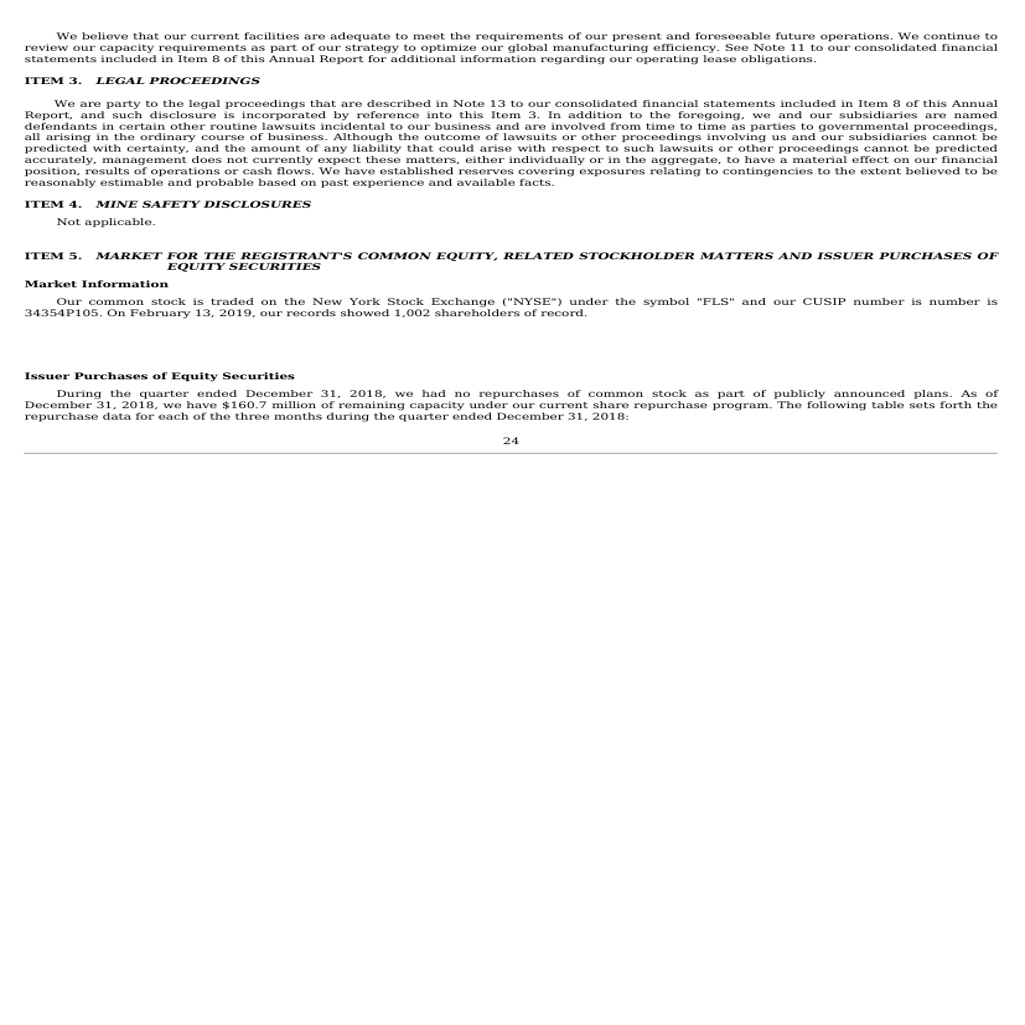 We believe that our current facilities are adequate to meet the requirements of our present and foreseeable future operations. We continue to
review our capacity requirements as part of our strategy to optimize our global manufacturing efficiency. See Note 11 to our consolidated financial
statements included in Item 8 of this Annual Report for additional information regarding our operating lease obligations.
ITEM 3. LEGAL PROCEEDINGS
We are party to the legal proceedings that are described in Note 13 to our consolidated financial statements included in Item 8 of this Annual
Report, and such disclosure is incorporated by reference into this Item 3. In addition to the foregoing, we and our subsidiaries are named
defendants in certain other routine lawsuits incidental to our business and are involved from time to time as parties to governmental proceedings,
all arising in the ordinary course of business. Although the outcome of lawsuits or other proceedings involving us and our subsidiaries cannot be
predicted with certainty, and the amount of any liability that could arise with respect to such lawsuits or other proceedings cannot be predicted
accurately, management does not currently expect these matters, either individually or in the aggregate, to have a material effect on our financial
position, results of operations or cash flows. We have established reserves covering exposures relating to contingencies to the extent believed to be
reasonably estimable and probable based on past experience and available facts.
ITEM 4. MINE SAFETY DISCLOSURES
Not applicable.
ITEM 5. MARKET FOR THE REGISTRANT'S COMMON EQUITY, RELATED STOCKHOLDER MATTERS AND ISSUER PURCHASES OF
EQUITY SECURITIES
Market Information
Our common stock is traded on the New York Stock Exchange ("NYSE") under the symbol "FLS" and our CUSIP number is number is
34354P105. On February 13, 2019, our records showed 1,002 shareholders of record.
Issuer Purchases of Equity Securities
During the quarter ended December 31, 2018, we had no repurchases of common stock as part of publicly announced plans. As of
December 31, 2018, we have $160.7 million of remaining capacity under our current share repurchase program. The following table sets forth the
repurchase data for each of the three months during the quarter ended December 31, 2018:
24